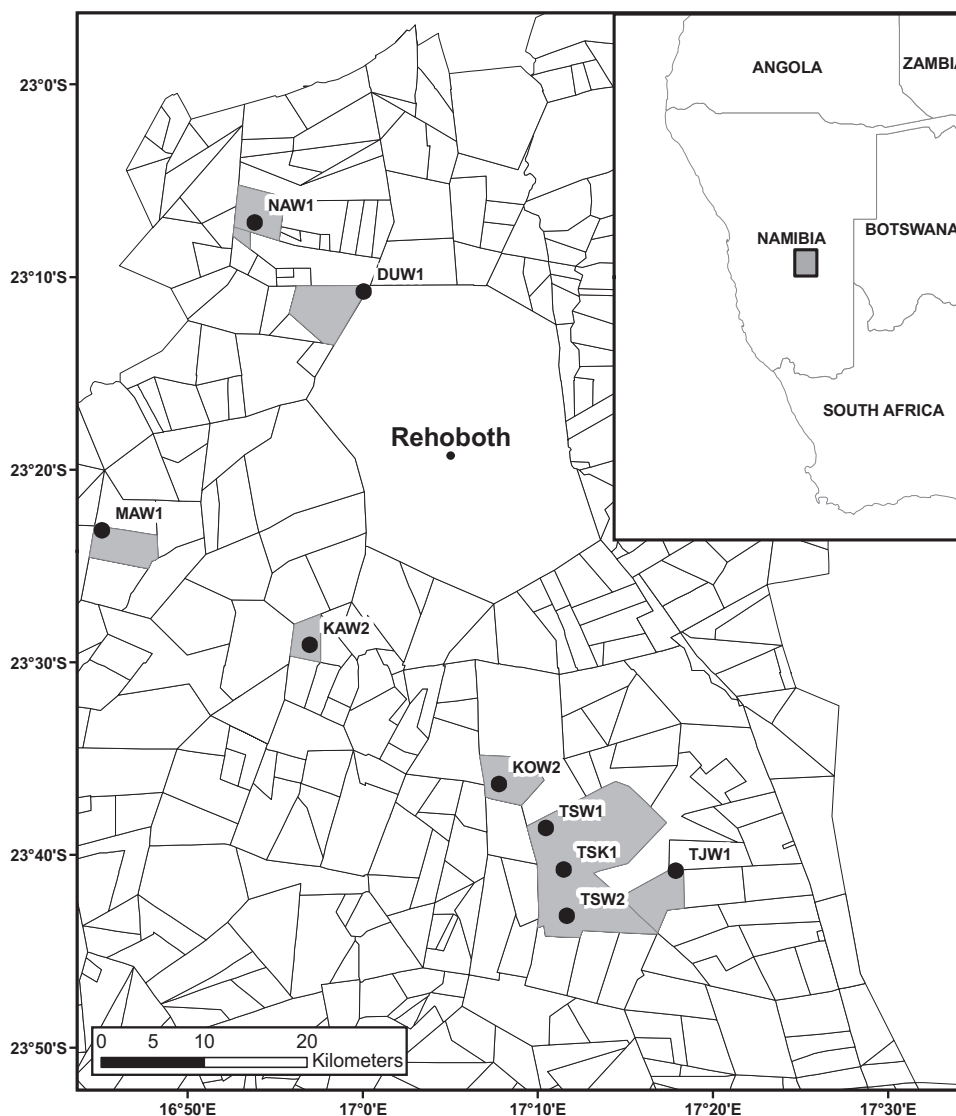 23°0'S
ANGOLA
ZAMBIA
NAW1
BOTSWANA
NAMIBIA
23°10'S
DUW1
SOUTH AFRICA
Rehoboth
23°20'S
MAW1
KAW2
23°30'S
KOW2
TSW1
23°40'S
TSK1
TJW1
TSW2
23°50'S
0 5 10 20
Kilometers
16°50'E 17°0'E 17°10'E 17°20'E 17°30'E